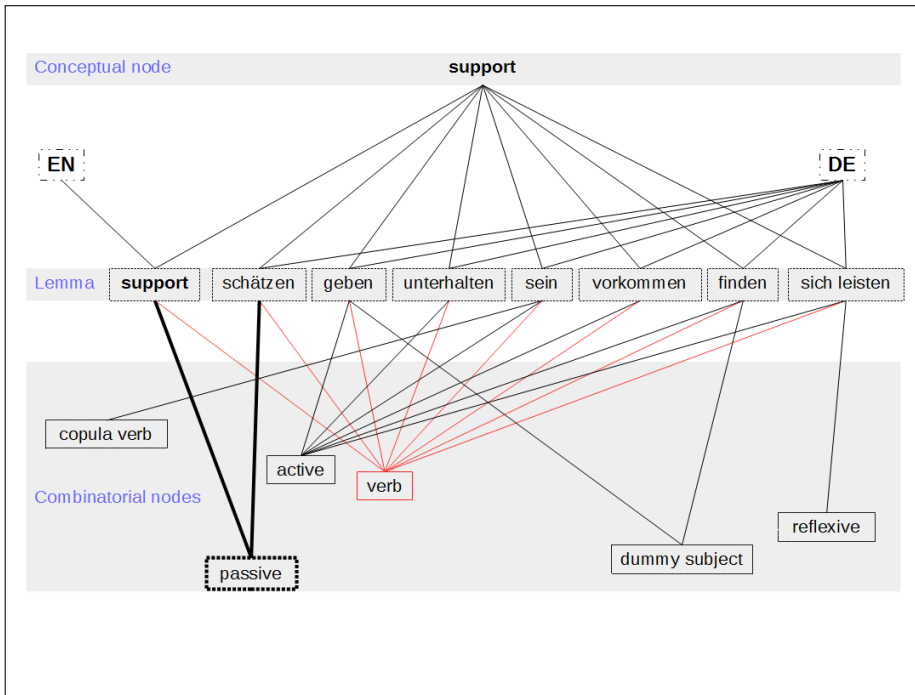 Conceptual node support
EN DE
Lemma support schätzen geben unterhalten sein vorkommen finden sich leisten
copula verb
active
verb
Combinatorial nodes
reflexive
dummy subject
passive